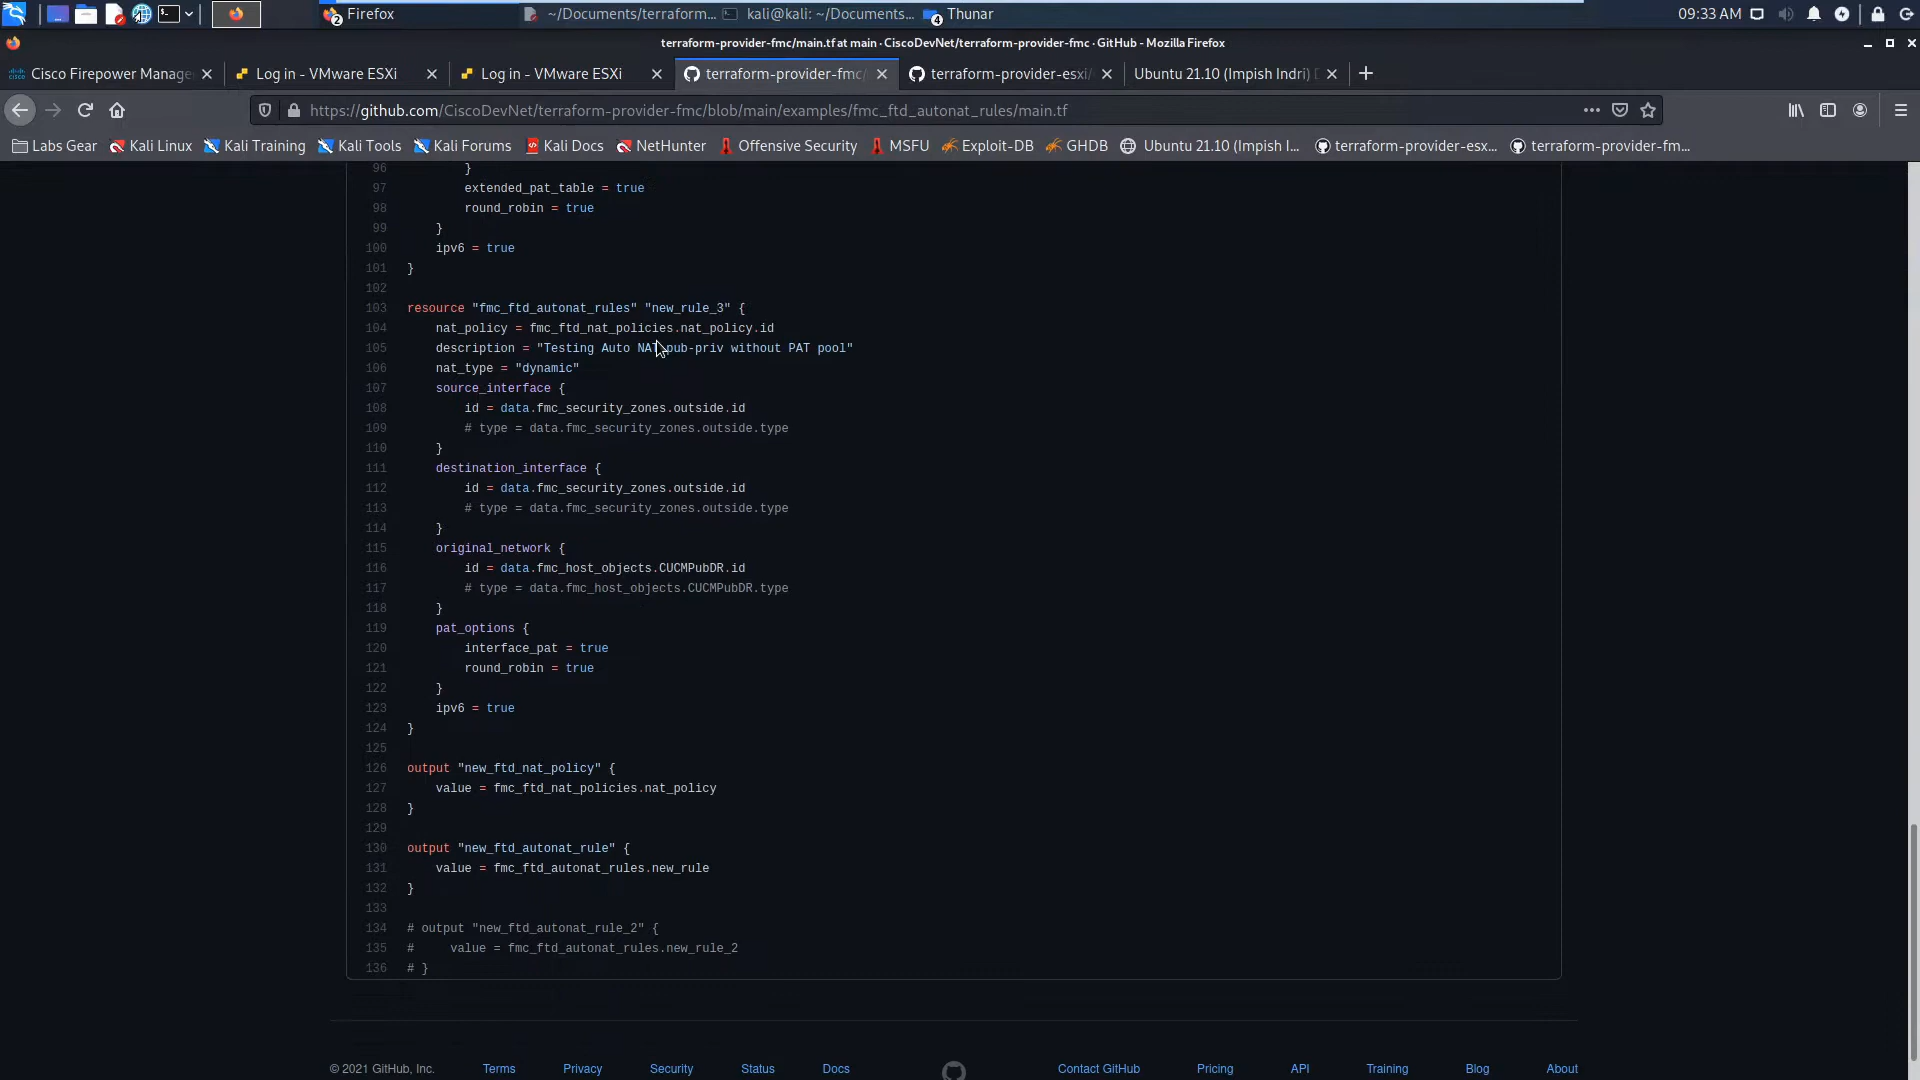 2 Firefox
~/Documents/terraform...
kali@kali: ~/Documents...
4 Thunar
09:33 AM
terraform-provider-fmc/main.tf at main · CiscoDevNet/terraform-provider-fmc · GitHub - Mozilla Firefox
Cisco Firepower Manage
Log in - VMware ESXi
Log in - VMware ESXi
terraform-provider-fmc/
terraform-provider-esxi/
Ubuntu 21.10 (Impish Indri)
https://github.com/CiscoDevNet/terraform-provider-fmc/blob/main/examples/fmc_ftd_autonat_rules/main.tf
Labs Gear
Kali Linux
Kali Training
Kali Tools
Kali Forums
Kali Docs
NetHunter
Offensive Security
MSFU
Exploit-DB
GHDB
Ubuntu 21.10 (Impish I...
terraform-provider-esx...
terraform-provider-fm...
96 }
97 extended_pat_table = true
98 round_robin = true
99 }
100 ipv6 = true
101 }
102
103 resource "fmc_ftd_autonat_rules" "new_rule_3" {
104 nat_policy = fmc_ftd_nat_policies.nat_policy.id
105 description = "Testing Auto NAT pub-priv without PAT pool"
106 nat_type = "dynamic"
107 source_interface {
108 id = data.fmc_security_zones.outside.id
109 # type = data.fmc_security_zones.outside.type
110 }
111 destination_interface {
112 id = data.fmc_security_zones.outside.id
113 # type = data.fmc_security_zones.outside.type
114 }
115 original_network {
116 id = data.fmc_host_objects.CUCMPubDR.id
117 # type = data.fmc_host_objects.CUCMPubDR.type
118 }
119 pat_options {
120 interface_pat = true
121 round_robin = true
122 }
123 ipv6 = true
124 }
125
126 output "new_ftd_nat_policy" {
127 value = fmc_ftd_nat_policies.nat_policy
128 }
129
130 output "new_ftd_autonat_rule" {
131 value = fmc_ftd_autonat_rules.new_rule
132 }
133
134 # output "new_ftd_autonat_rule_2" {
135 # value = fmc_ftd_autonat_rules.new_rule_2
136 # }
© 2021 GitHub, Inc.
Terms
Privacy
Security
Status
Docs
Contact GitHub
Pricing
API
Training
Blog
About